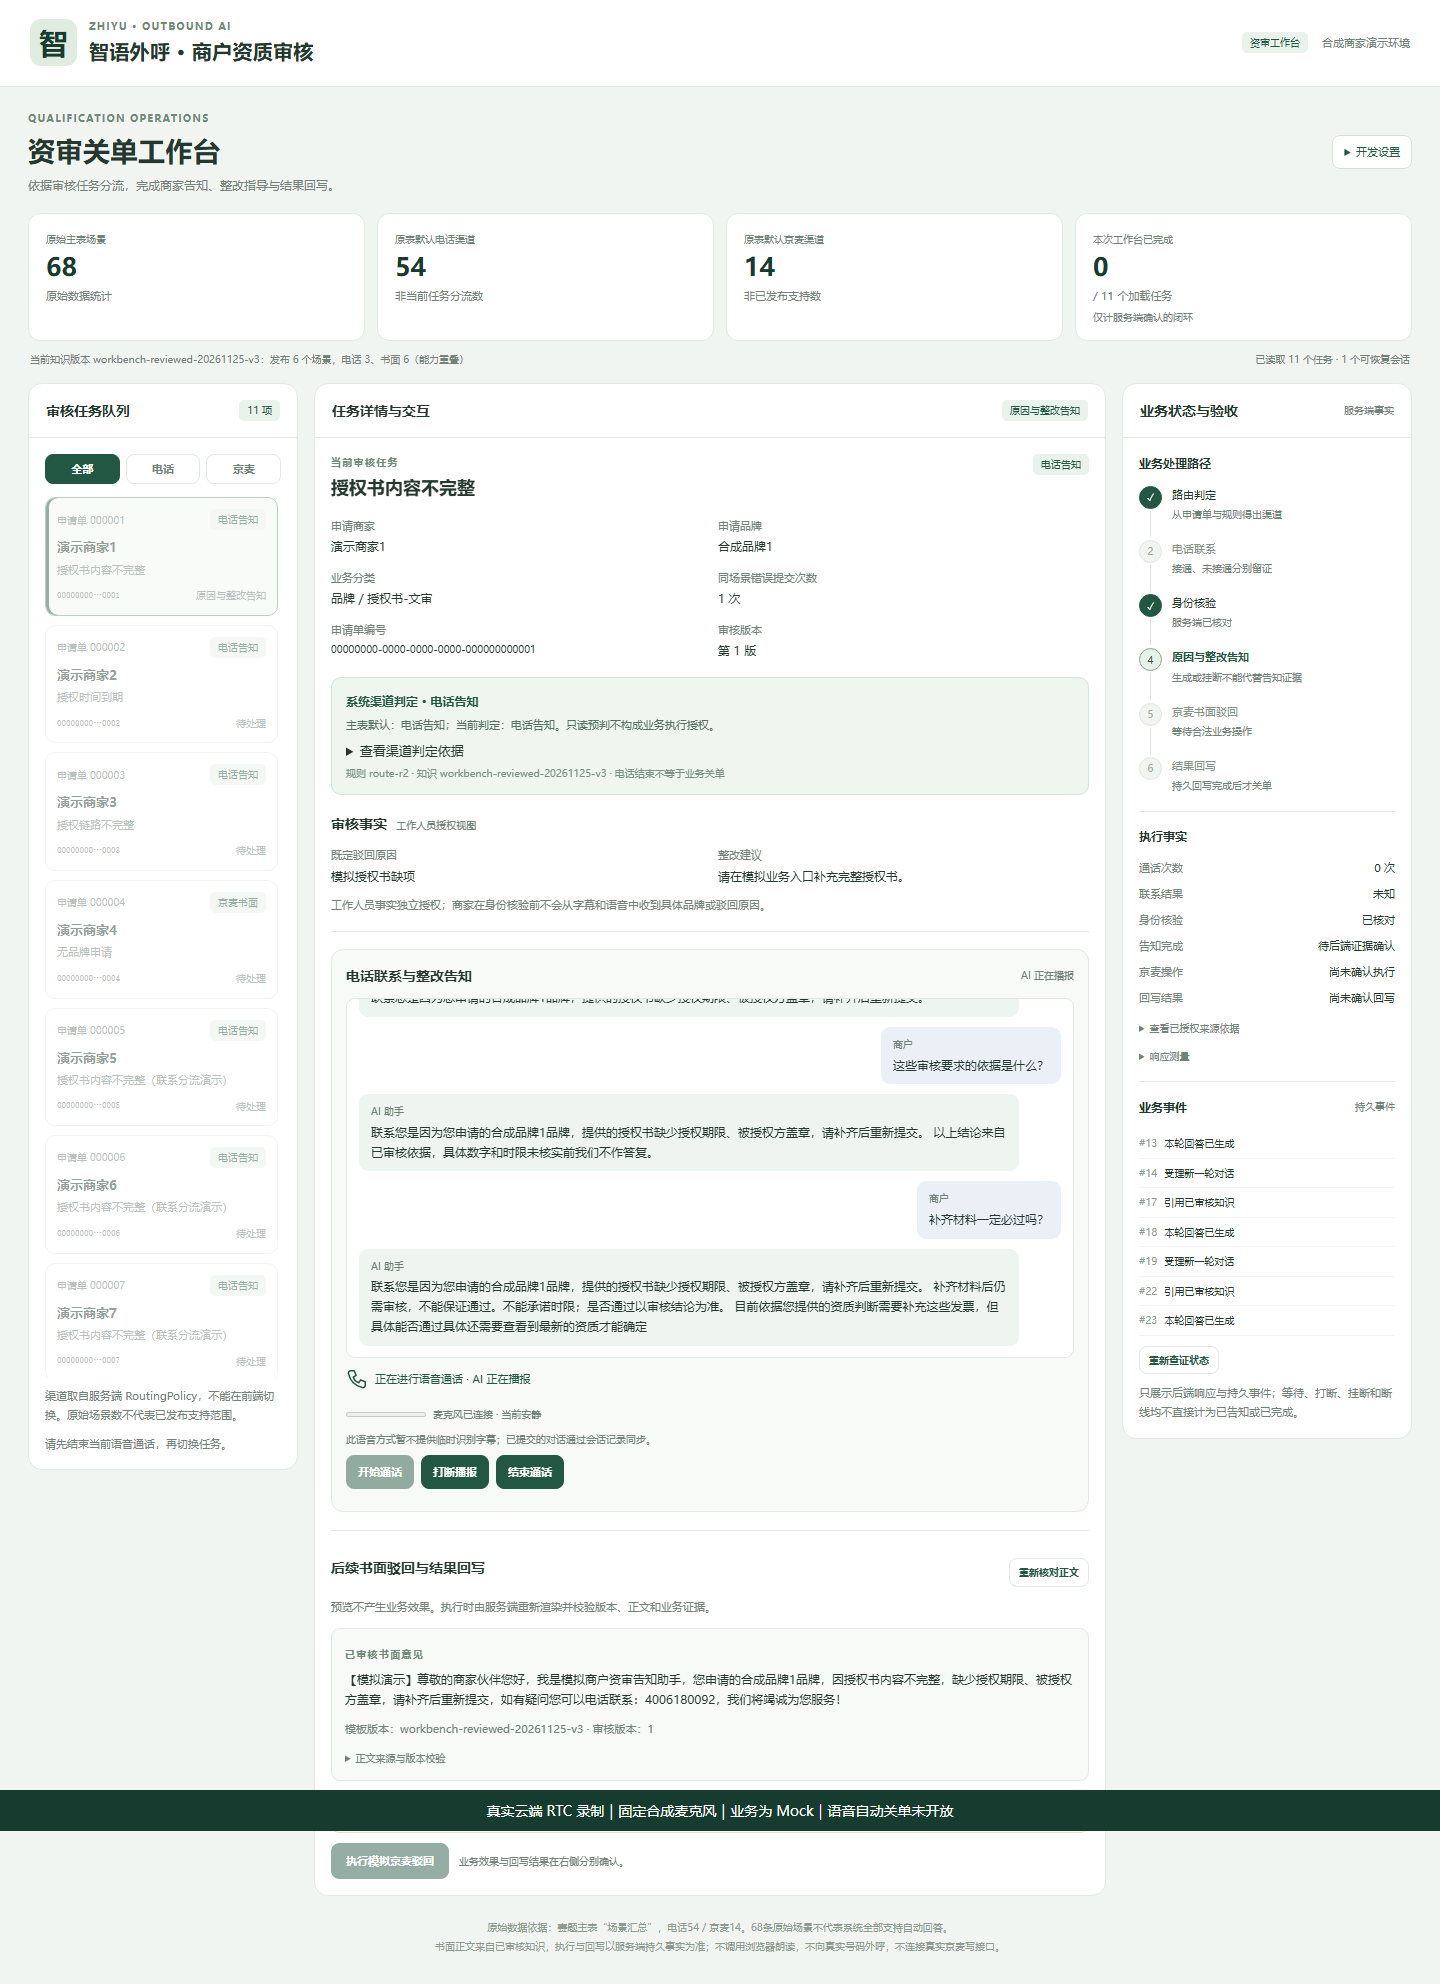 智
ZHIYU • OUTBOUND AI
智语外呼 • 商户资质审核
资审工作台
合成商家演示环境
QUALIFICATION OPERATIONS
资审关单工作台
依据审核任务分流，完成商家告知、整改指导与结果回写。
▶ 开发设置
原始主表场景
68
原始数据统计
原表默认电话渠道
54
非当前任务分流数
原表默认京麦渠道
14
非已发布支持数
本次工作台已完成
0
/ 11 个加载任务
仅计服务端确认的闭环
当前知识版本 workbench-reviewed-20261125-v3：发布 6 个场景，电话 3、书面 6（能力重叠）
已读取 11 个任务 · 1 个可恢复会话
审核任务队列
11 项
全部
电话
京麦
申请单 000001
电话告知
演示商家1
授权书内容不完整
00000000···0001
原因与整改告知
申请单 000002
电话告知
演示商家2
授权时间到期
00000000···0002
待处理
申请单 000003
电话告知
演示商家3
授权链路不完整
00000000···0003
待处理
申请单 000004
京麦书面
演示商家4
无品牌申请
00000000···0004
待处理
申请单 000005
电话告知
演示商家5
授权书内容不完整（联系分流演示）
00000000···0005
待处理
申请单 000006
电话告知
演示商家6
授权书内容不完整（联系分流演示）
00000000···0006
待处理
申请单 000007
电话告知
演示商家7
授权书内容不完整（联系分流演示）
00000000···0007
待处理
渠道取自服务端 RoutingPolicy，不能在前端切
换。原始场景数不代表已发布支持范围。
请先结束当前语音通话，再切换任务。
任务详情与交互
原因与整改告知
当前审核任务
电话告知
授权书内容不完整
申请商家
演示商家1
申请品牌
合成品牌1
业务分类
品牌 / 授权书-文审
同场景错误提交次数
1 次
申请单编号
00000000-0000-0000-0000-000000000001
审核版本
第 1 版
系统渠道判定 • 电话告知
主表默认：电话告知；当前判定：电话告知。只读预判不构成业务执行授权。
▶ 查看渠道判定依据
规则 route-r2 · 知识 workbench-reviewed-20261125-v3 · 电话结束不等于业务关单
审核事实 工作人员授权视图
既定驳回原因
模拟授权书缺项
整改建议
请在模拟业务入口补充完整授权书。
工作人员事实独立授权；商家在身份核验前不会从字幕和语音中收到具体品牌或驳回原因。
电话联系与整改告知
AI 正在播报
联系您是因为您申请的合成品牌1品牌，提供的授权书缺少授权期限、被授权方盖章，请补齐后重新提交。
商户
这些审核要求的依据是什么？
AI 助手
联系您是因为您申请的合成品牌1品牌，提供的授权书缺少授权期限、被授权方盖章，请补齐后重新提交。 以上结论来自
已审核依据，具体数字和时限未核实前我们不作答复。
商户
补齐材料一定必过吗？
AI 助手
联系您是因为您申请的合成品牌1品牌，提供的授权书缺少授权期限、被授权方盖章，请补齐后重新提交。 补齐材料后仍
需审核，不能保证通过。不能承诺时限；是否通过以审核结论为准。 目前依据您提供的资质判断需要补充这些发票，但
具体能否通过具体还需要查看到最新的资质才能确定
正在进行语音通话 · AI 正在播报
麦克风已连接 · 当前安静
此语音方式暂不提供临时识别字幕；已提交的对话通过会话记录同步。
开始通话
打断播报
结束通话
后续书面驳回与结果回写
重新核对正文
预览不产生业务效果。执行时由服务端重新渲染并校验版本、正文和业务证据。
已审核书面意见
【模拟演示】尊敬的商家伙伴您好，我是模拟商户资审告知助手，您申请的合成品牌1品牌，因授权书内容不完整，缺少授权期限、被授权
方盖章，请补齐后重新提交，如有疑问您可以电话联系：4006180092，我们将竭诚为您服务！
模板版本：workbench-reviewed-20261125-v3 · 审核版本：1
▶ 正文来源与版本校验
真实云端 RTC 录制 | 固定合成麦克风 | 业务为 Mock | 语音自动关单未开放
执行模拟京麦驳回
业务效果与回写结果在右侧分别确认。
业务状态与验收
服务端事实
业务处理路径
✓
路由判定
从申请单与规则得出渠道
2
电话联系
接通、未接通分别留证
✓
身份核验
服务端已核对
4
原因与整改告知
生成或挂断不能代替告知证据
5
京麦书面驳回
等待合法业务操作
6
结果回写
持久回写完成后才关单
执行事实
通话次数
0 次
联系结果
未知
身份核验
已核对
告知完成
待后端证据确认
京麦操作
尚未确认执行
回写结果
尚未确认回写
▶ 查看已授权来源依据
▶ 响应测量
业务事件
持久事件
#13 本轮回答已生成
#14 受理新一轮对话
#17 引用已审核知识
#18 本轮回答已生成
#19 受理新一轮对话
#22 引用已审核知识
#23 本轮回答已生成
重新查证状态
只展示后端响应与持久事件；等待、打断、挂断和断
线均不直接计为已告知或已完成。
原始数据依据：赛题主表“场景汇总”，电话54 / 京麦14。68条原始场景不代表系统全部支持自动回答。
书面正文来自已审核知识，执行与回写以服务端持久事实为准；不调用浏览器朗读，不向真实号码外呼，不连接真实京麦写接口。